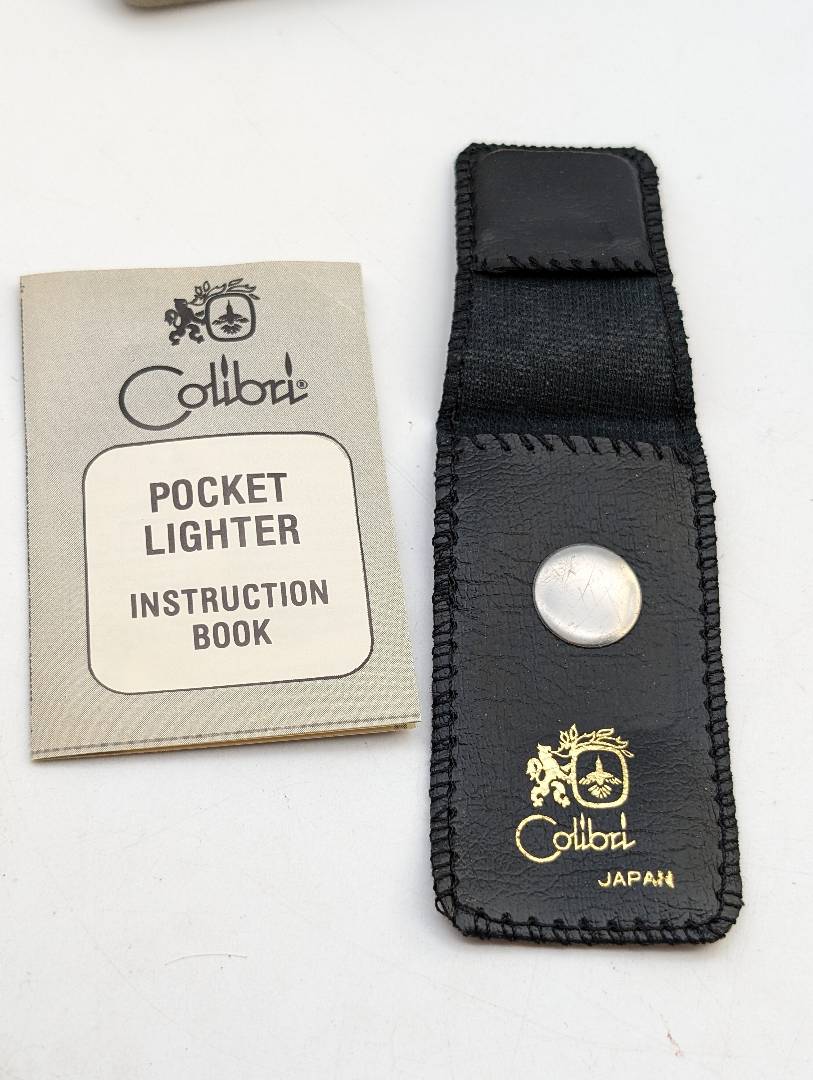 Colibri®
POCKET
LIGHTER
INSTRUCTION
BOOK
Colibri
JAPAN